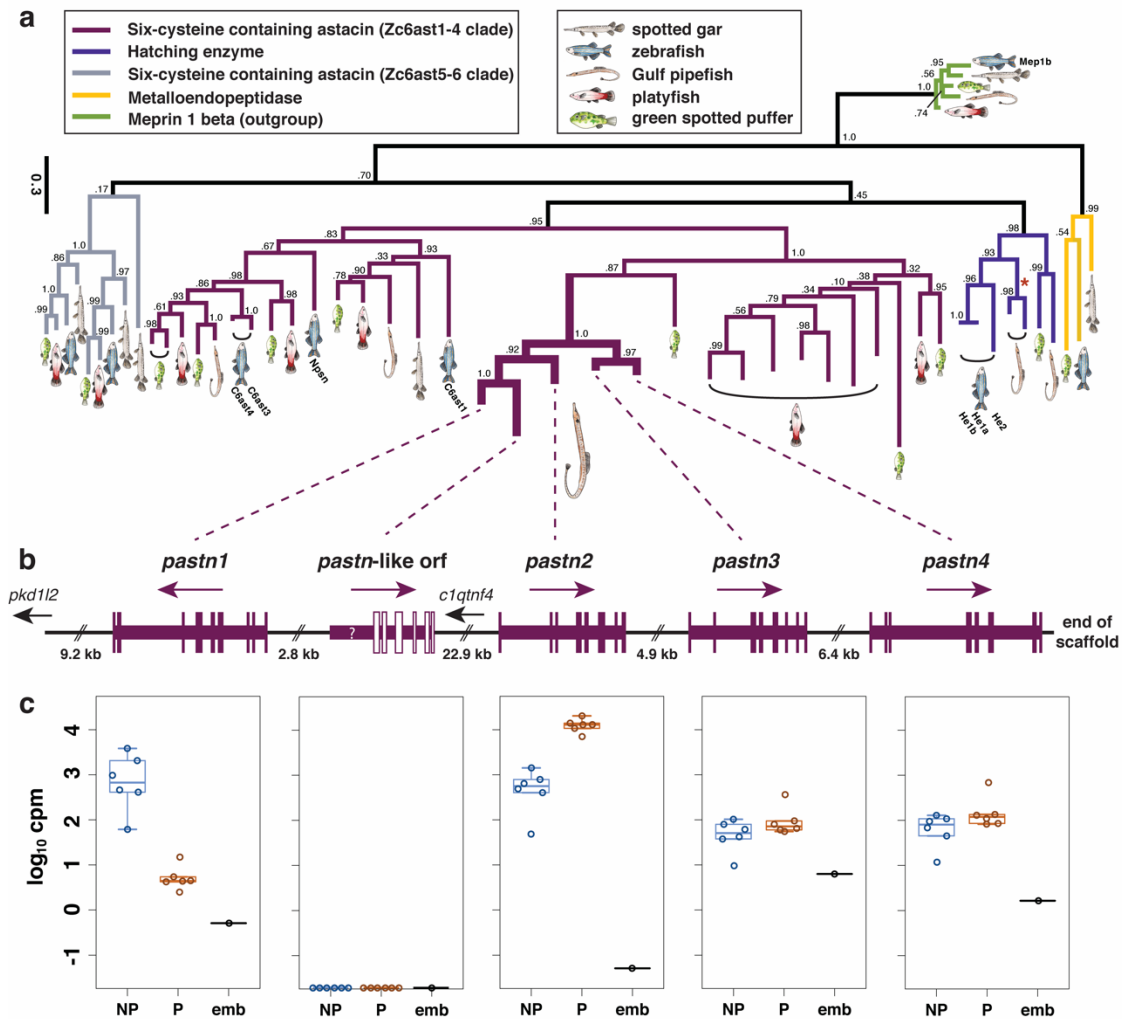 a
Six-cysteine containing astacin (Zc6ast1-4 clade)
Hatching enzyme
Six-cysteine containing astacin (Zc6ast5-6 clade)
Metalloendopeptidase
Meprin 1 beta (outgroup)
spotted gar
zebrafish
Gulf pipefish
platyfish
green spotted puffer
.95
.56
1.0
.74
Mep1b
1.0
0.3
.70
.17
.45
.95
.99
.54
1.0
.86
1.0
.99
.97
.99
.99
.83
.67
.98
.86
.93
.61
.98
1.0
1.0
.98
.93
.33
.90
.78
1.0
.87
1.0
.92
1.0
.97
.32
.38
.10
.34
.79
.56
.98
.99
.95
.98
.93
.96
.98
*
.99
1.0
C6ast4
C6ast3
Npsn
C6ast1
He1b
He1a
He2
b
pastn1
pastn-like orf
pastn2
pastn3
pastn4
pkd1l2
c1qtnf4
?
end of
scaffold
9.2 kb
2.8 kb
22.9 kb
4.9 kb
6.4 kb
c
log10 cpm
4
3
2
1
0
-1
NP P emb
NP P emb
NP P emb
NP P emb
NP P emb